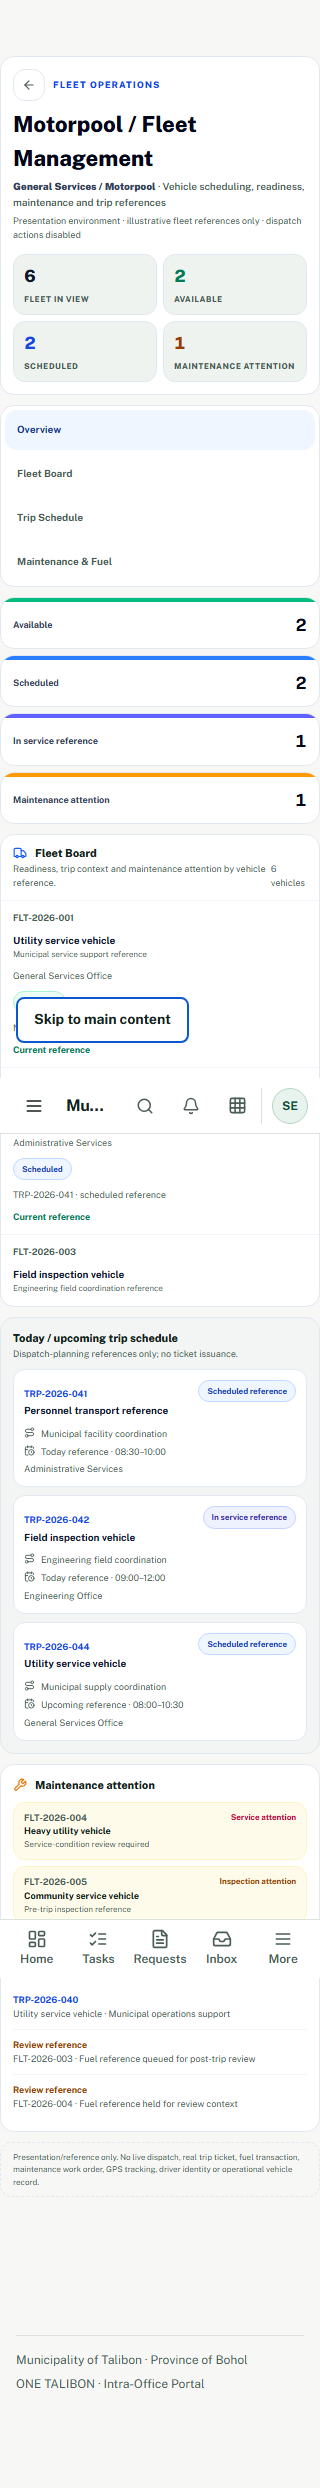 FLEET OPERATIONS
Motorpool / Fleet
Management
General Services / Motorpool · Vehicle scheduling, readiness,
maintenance and trip references
Presentation environment · illustrative fleet references only · dispatch
actions disabled
6
FLEET IN VIEW
2
AVAILABLE
2
SCHEDULED
1
MAINTENANCE ATTENTION
Overview
Fleet Board
Trip Schedule
Maintenance & Fuel
Available 2
Scheduled 2
In service reference 1
Maintenance attention 1
Fleet Board
Readiness, trip context and maintenance attention by vehicle
reference.
6
vehicles
FLT-2026-001
Utility service vehicle
Municipal service support reference
General Services Office
Skip to main content
Current reference
Mu...
SE
Administrative Services
Scheduled
TRP-2026-041 · scheduled reference
Current reference
FLT-2026-003
Field inspection vehicle
Engineering field coordination reference
Today / upcoming trip schedule
Dispatch-planning references only; no ticket issuance.
TRP-2026-041
Scheduled reference
Personnel transport reference
Municipal facility coordination
Today reference · 08:30–10:00
Administrative Services
TRP-2026-042
In service reference
Field inspection vehicle
Engineering field coordination
Today reference · 09:00–12:00
Engineering Office
TRP-2026-044
Scheduled reference
Utility service vehicle
Municipal supply coordination
Upcoming reference · 08:00–10:30
General Services Office
Maintenance attention
FLT-2026-004
Service attention
Heavy utility vehicle
Service-condition review required
FLT-2026-005
Inspection attention
Community service vehicle
Pre-trip inspection reference
Home
Tasks
Requests
Inbox
More
TRP-2026-040
Utility service vehicle · Municipal operations support
Review reference
FLT-2026-003 · Fuel reference queued for post-trip review
Review reference
FLT-2026-004 · Fuel reference held for review context
Presentation/reference only. No live dispatch, real trip ticket, fuel transaction,
maintenance work order, GPS tracking, driver identity or operational vehicle
record.
Municipality of Talibon · Province of Bohol
ONE TALIBON · Intra-Office Portal